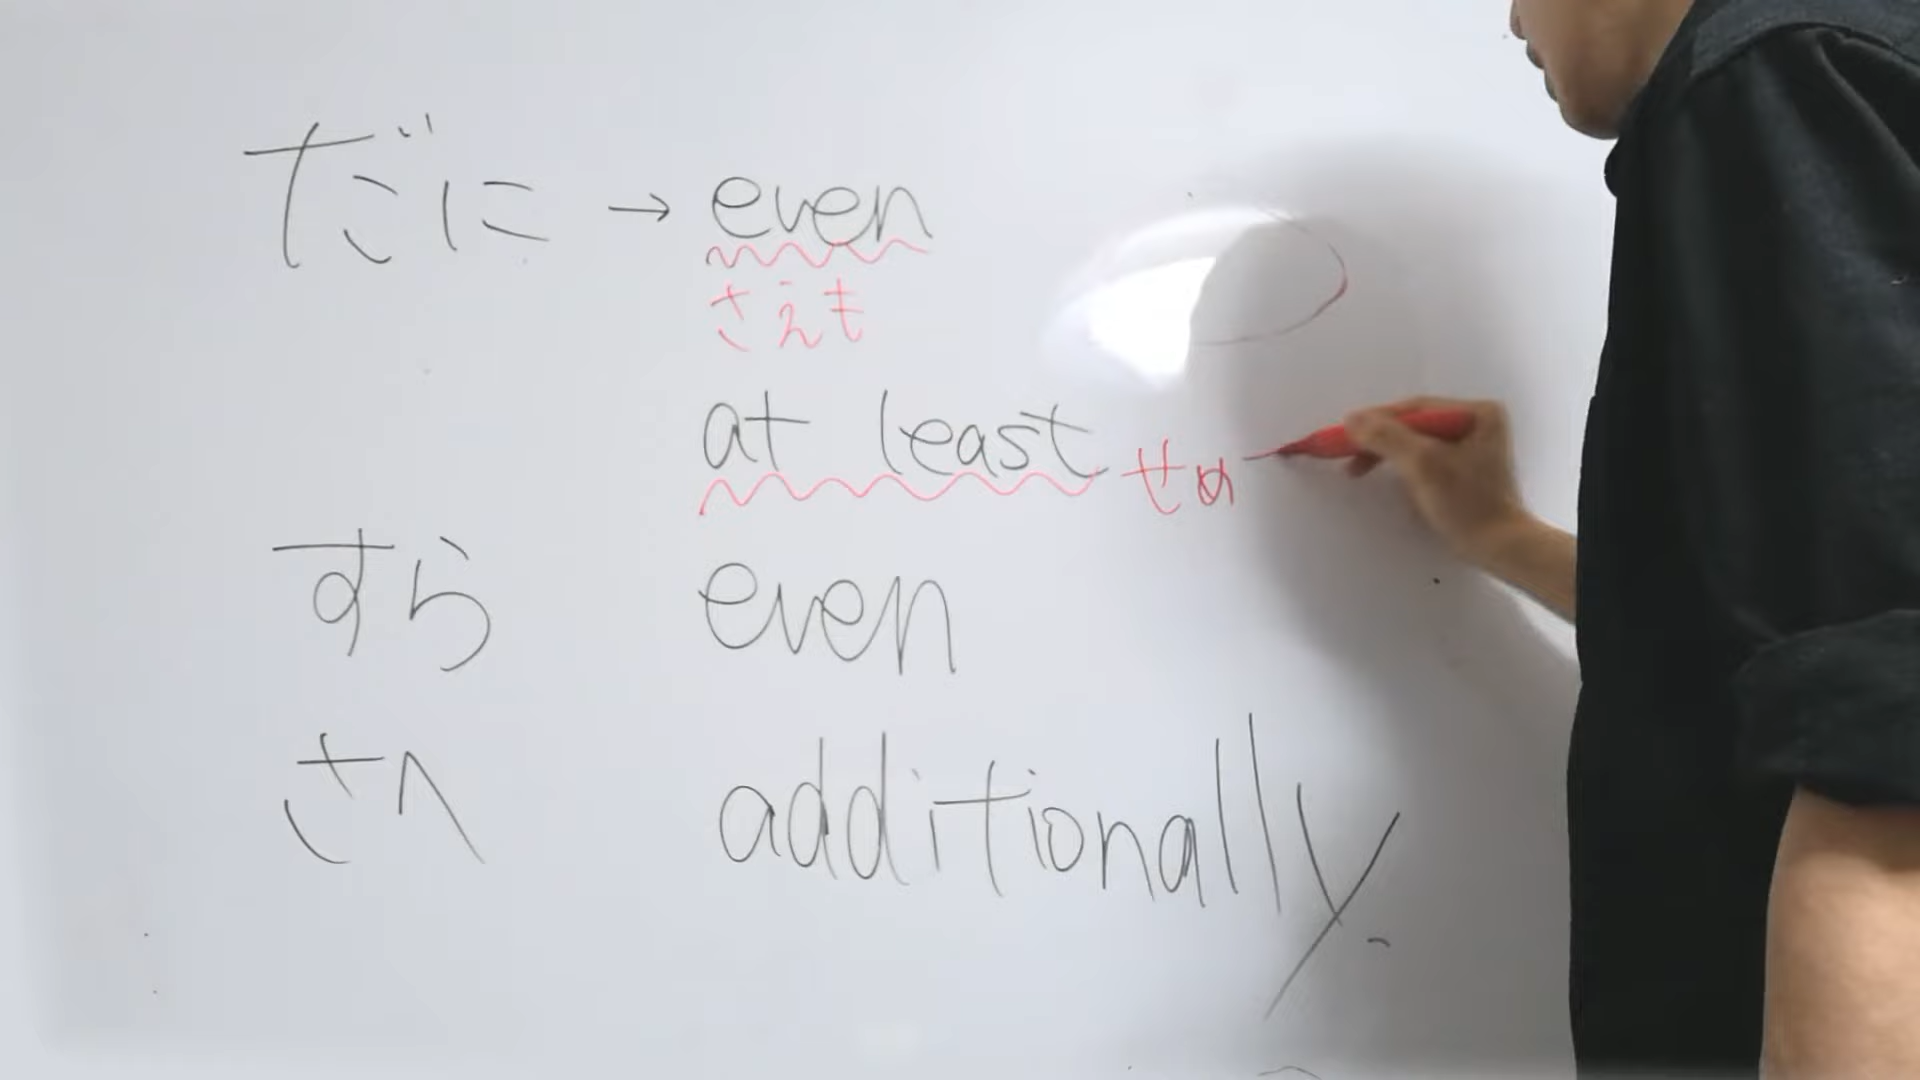 だに → even
さえも
at least せめ
すら even
さへ additionally.